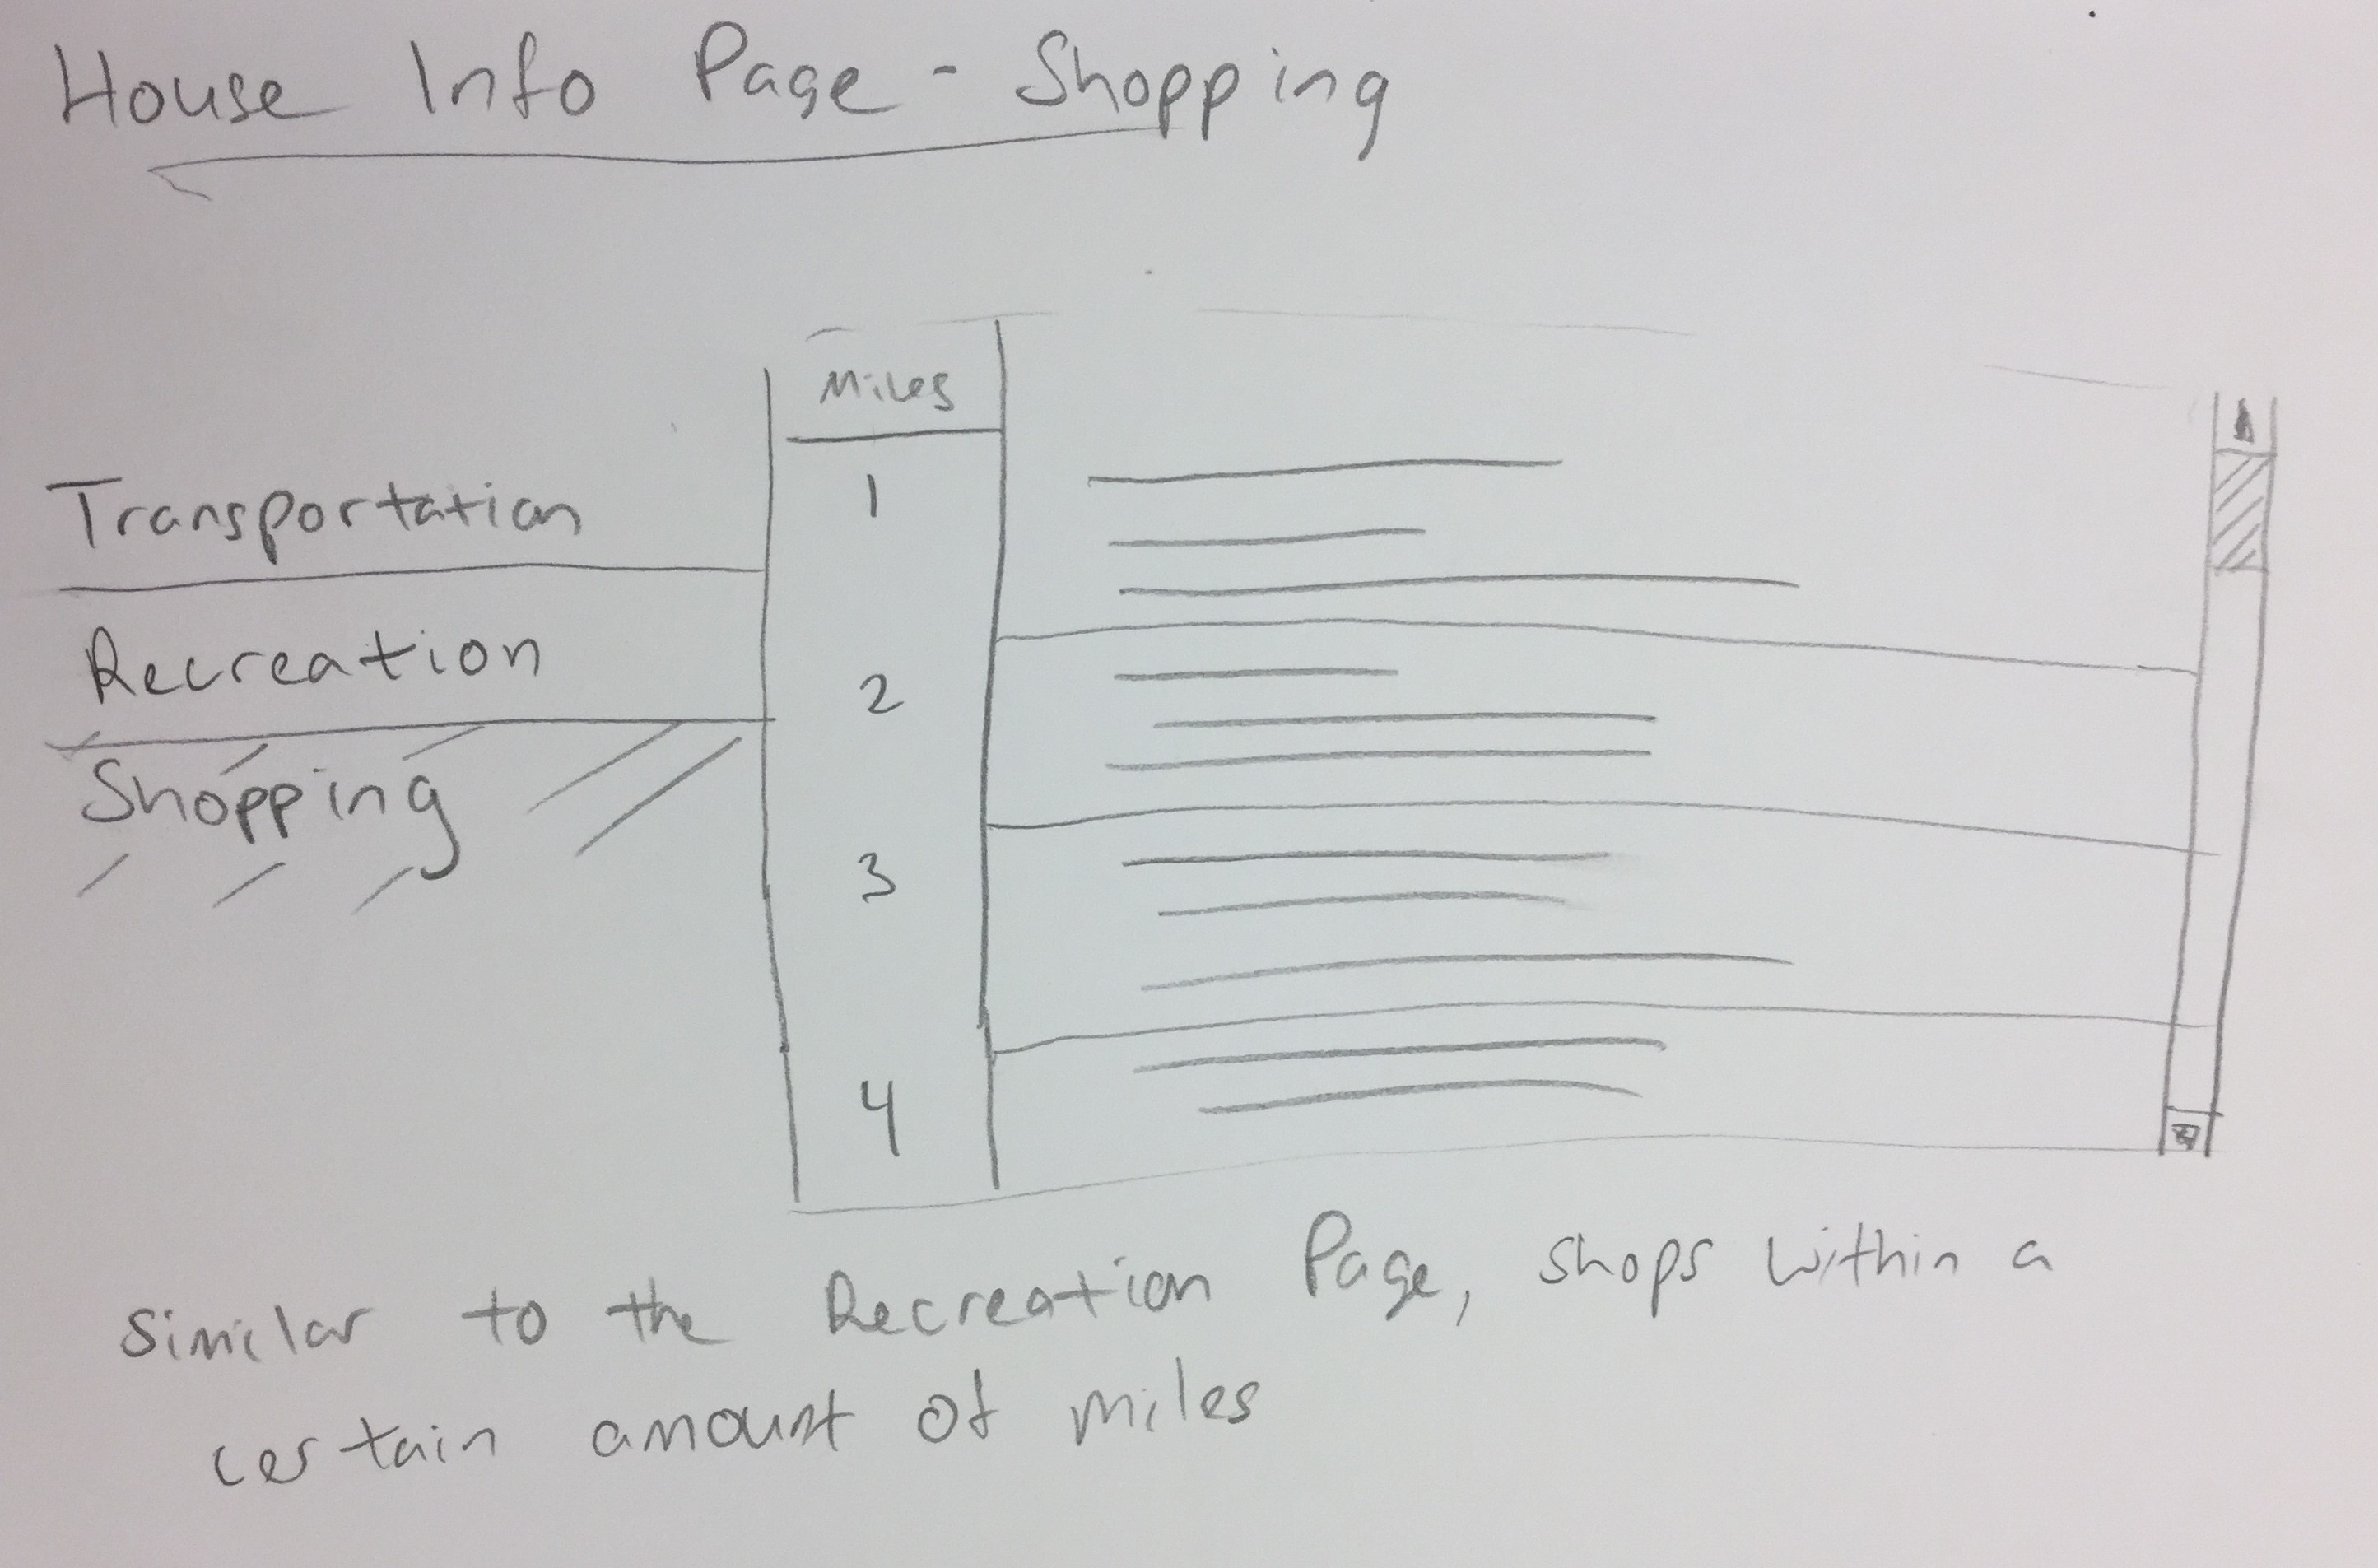 House Info Page - Shopping
Miles
1
Transportation
Recreation
2
Shopping
3
4
similar to the Recreation Page, shops within a
certain amount of miles